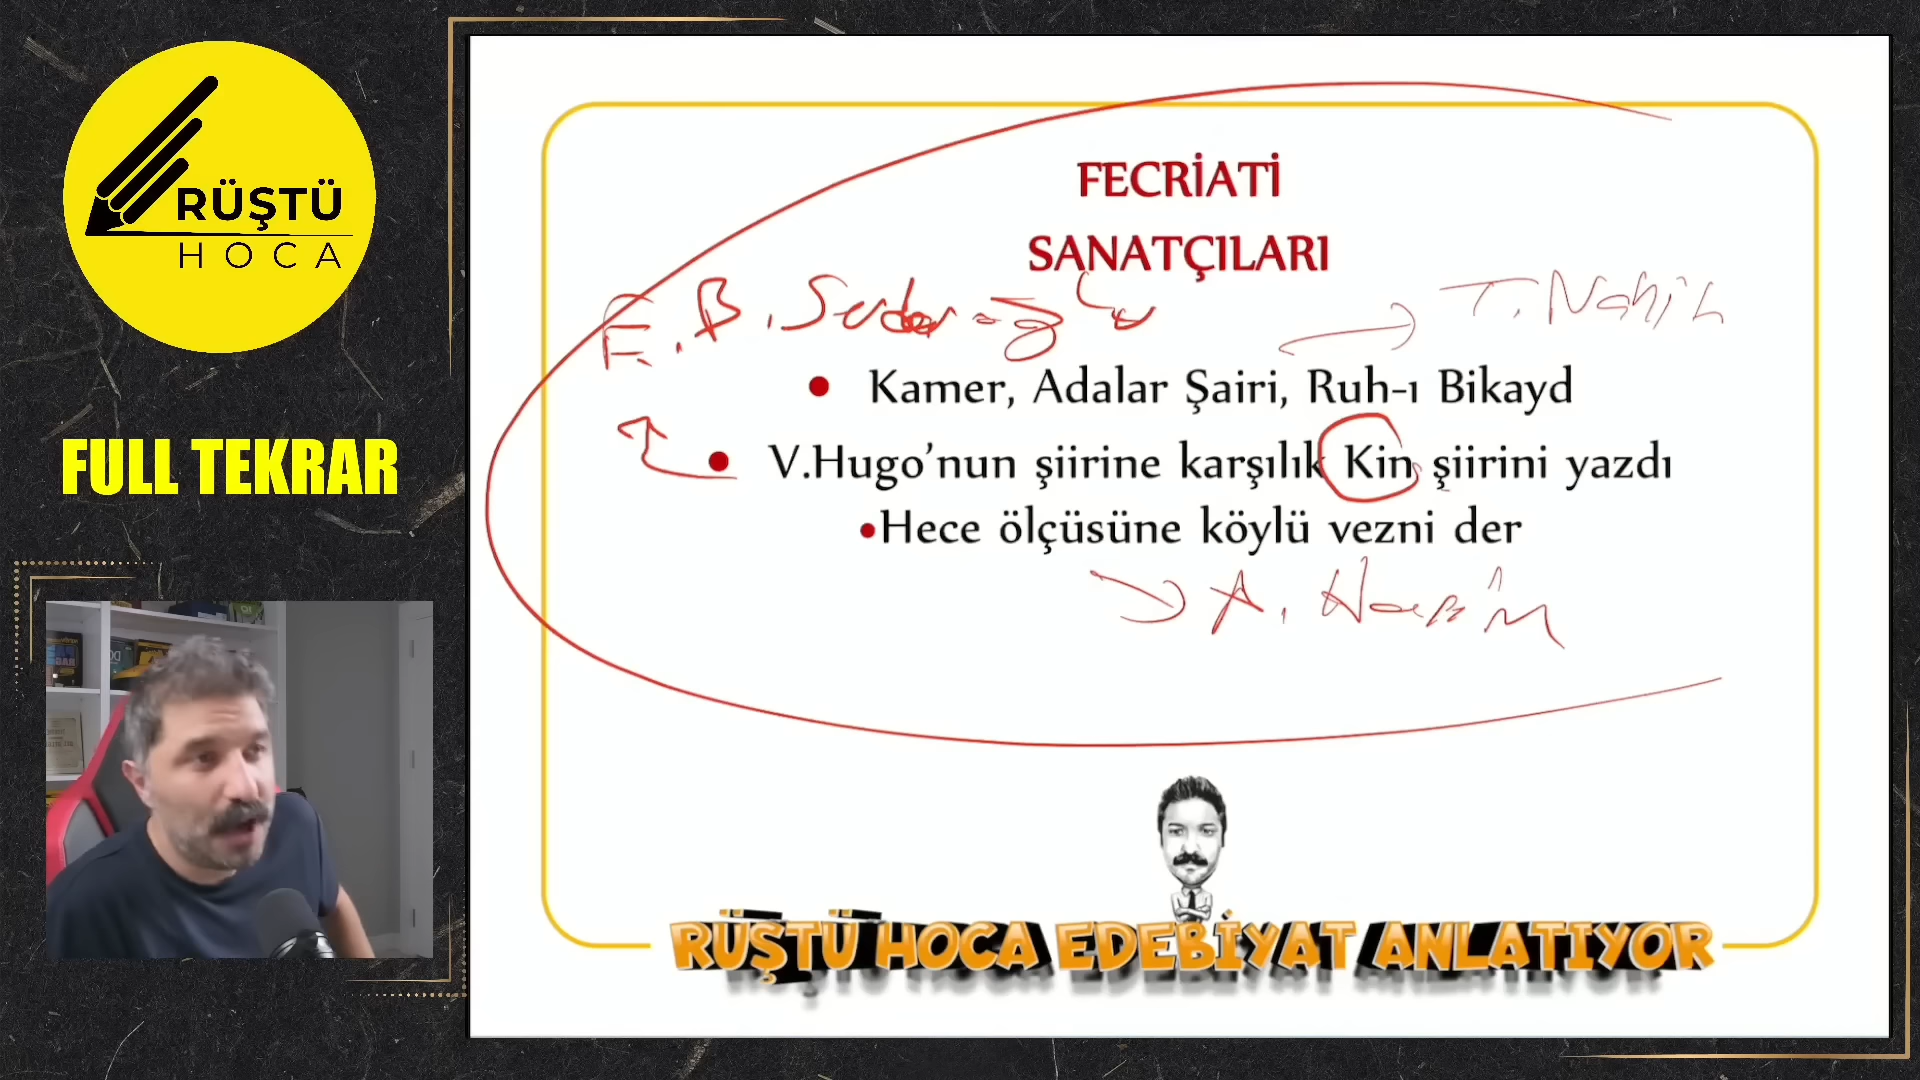 RÜŞTÜ
HOCA
FULL TEKRAR
FECRİATİ
SANATÇILARI
E. B. Serdaroğlu
T. Nahit
• Kamer, Adalar Şairi, Ruh-ı Bikayd
• V.Hugo’nun şiirine karşılık Kin şiirini yazdı
•Hece ölçüsüne köylü vezni der
A. Haşim
RÜŞTÜ HOCA EDEBİYAT ANLATIYOR